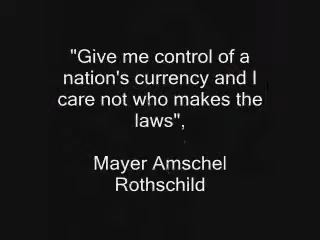 "Give me control of a
nation's currency and I
care not who makes the
laws",
Mayer Amschel
Rothschild